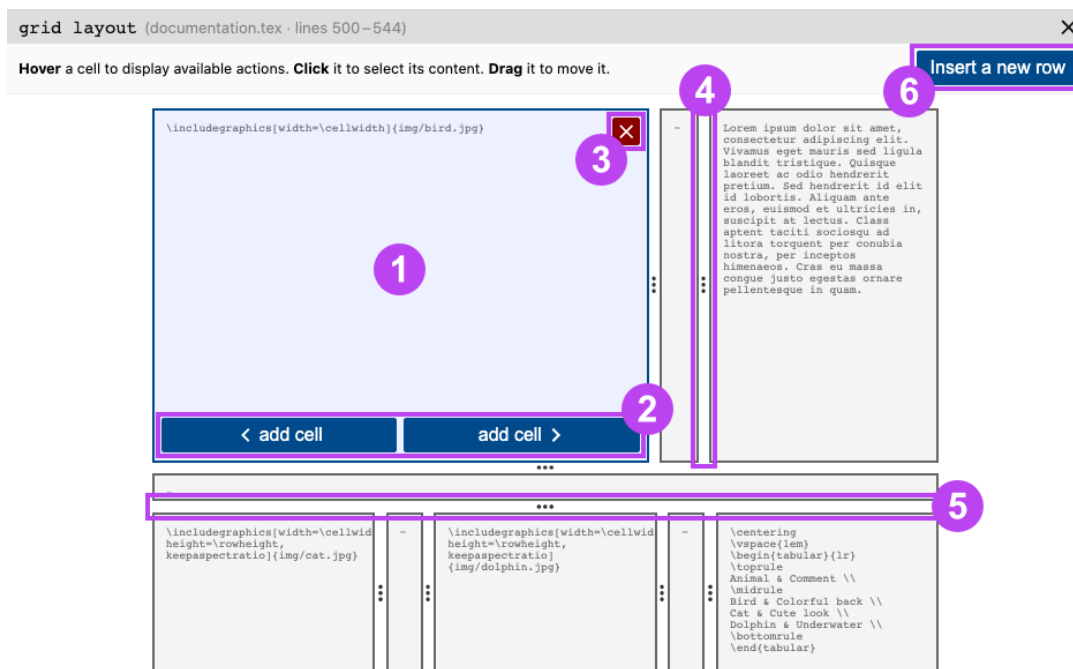 grid layout (documentation.tex · lines 500–544)
Hover a cell to display available actions. Click it to select its content. Drag it to move it.
Insert a new row
6
4
\includegraphics[width=\cellwidth]{img/bird.jpg}
3
1
< add cell
add cell >
2
~
Lorem ipsum dolor sit amet,
consectetur adipiscing elit.
Vivamus eget mauris sed ligula
blandit tristique. Quisque
laoreet ac odio hendrerit
pretium. Sed hendrerit id elit
id lobortis. Aliquam ante
eros, euismod et ultricies in,
suscipit at lectus. Class
aptent taciti sociosqu ad
litora torquent per conubia
nostra, per inceptos
himenaeos. Cras eu massa
congue justo egestas ornare
pellentesque in quam.
~
5
\includegraphics[width=\cellwid
height=\rowheight,
keepaspectratio]{img/cat.jpg}
~
\includegraphics[width=\cellwid
height=\rowheight,
keepaspectratio]
{img/dolphin.jpg}
~
\centering
\vspace{1em}
\begin{tabular}{lr}
\toprule
Animal & Comment \\
\midrule
Bird & Colorful back \\
Cat & Cute look \\
Dolphin & Underwater \\
\bottomrule
\end{tabular}